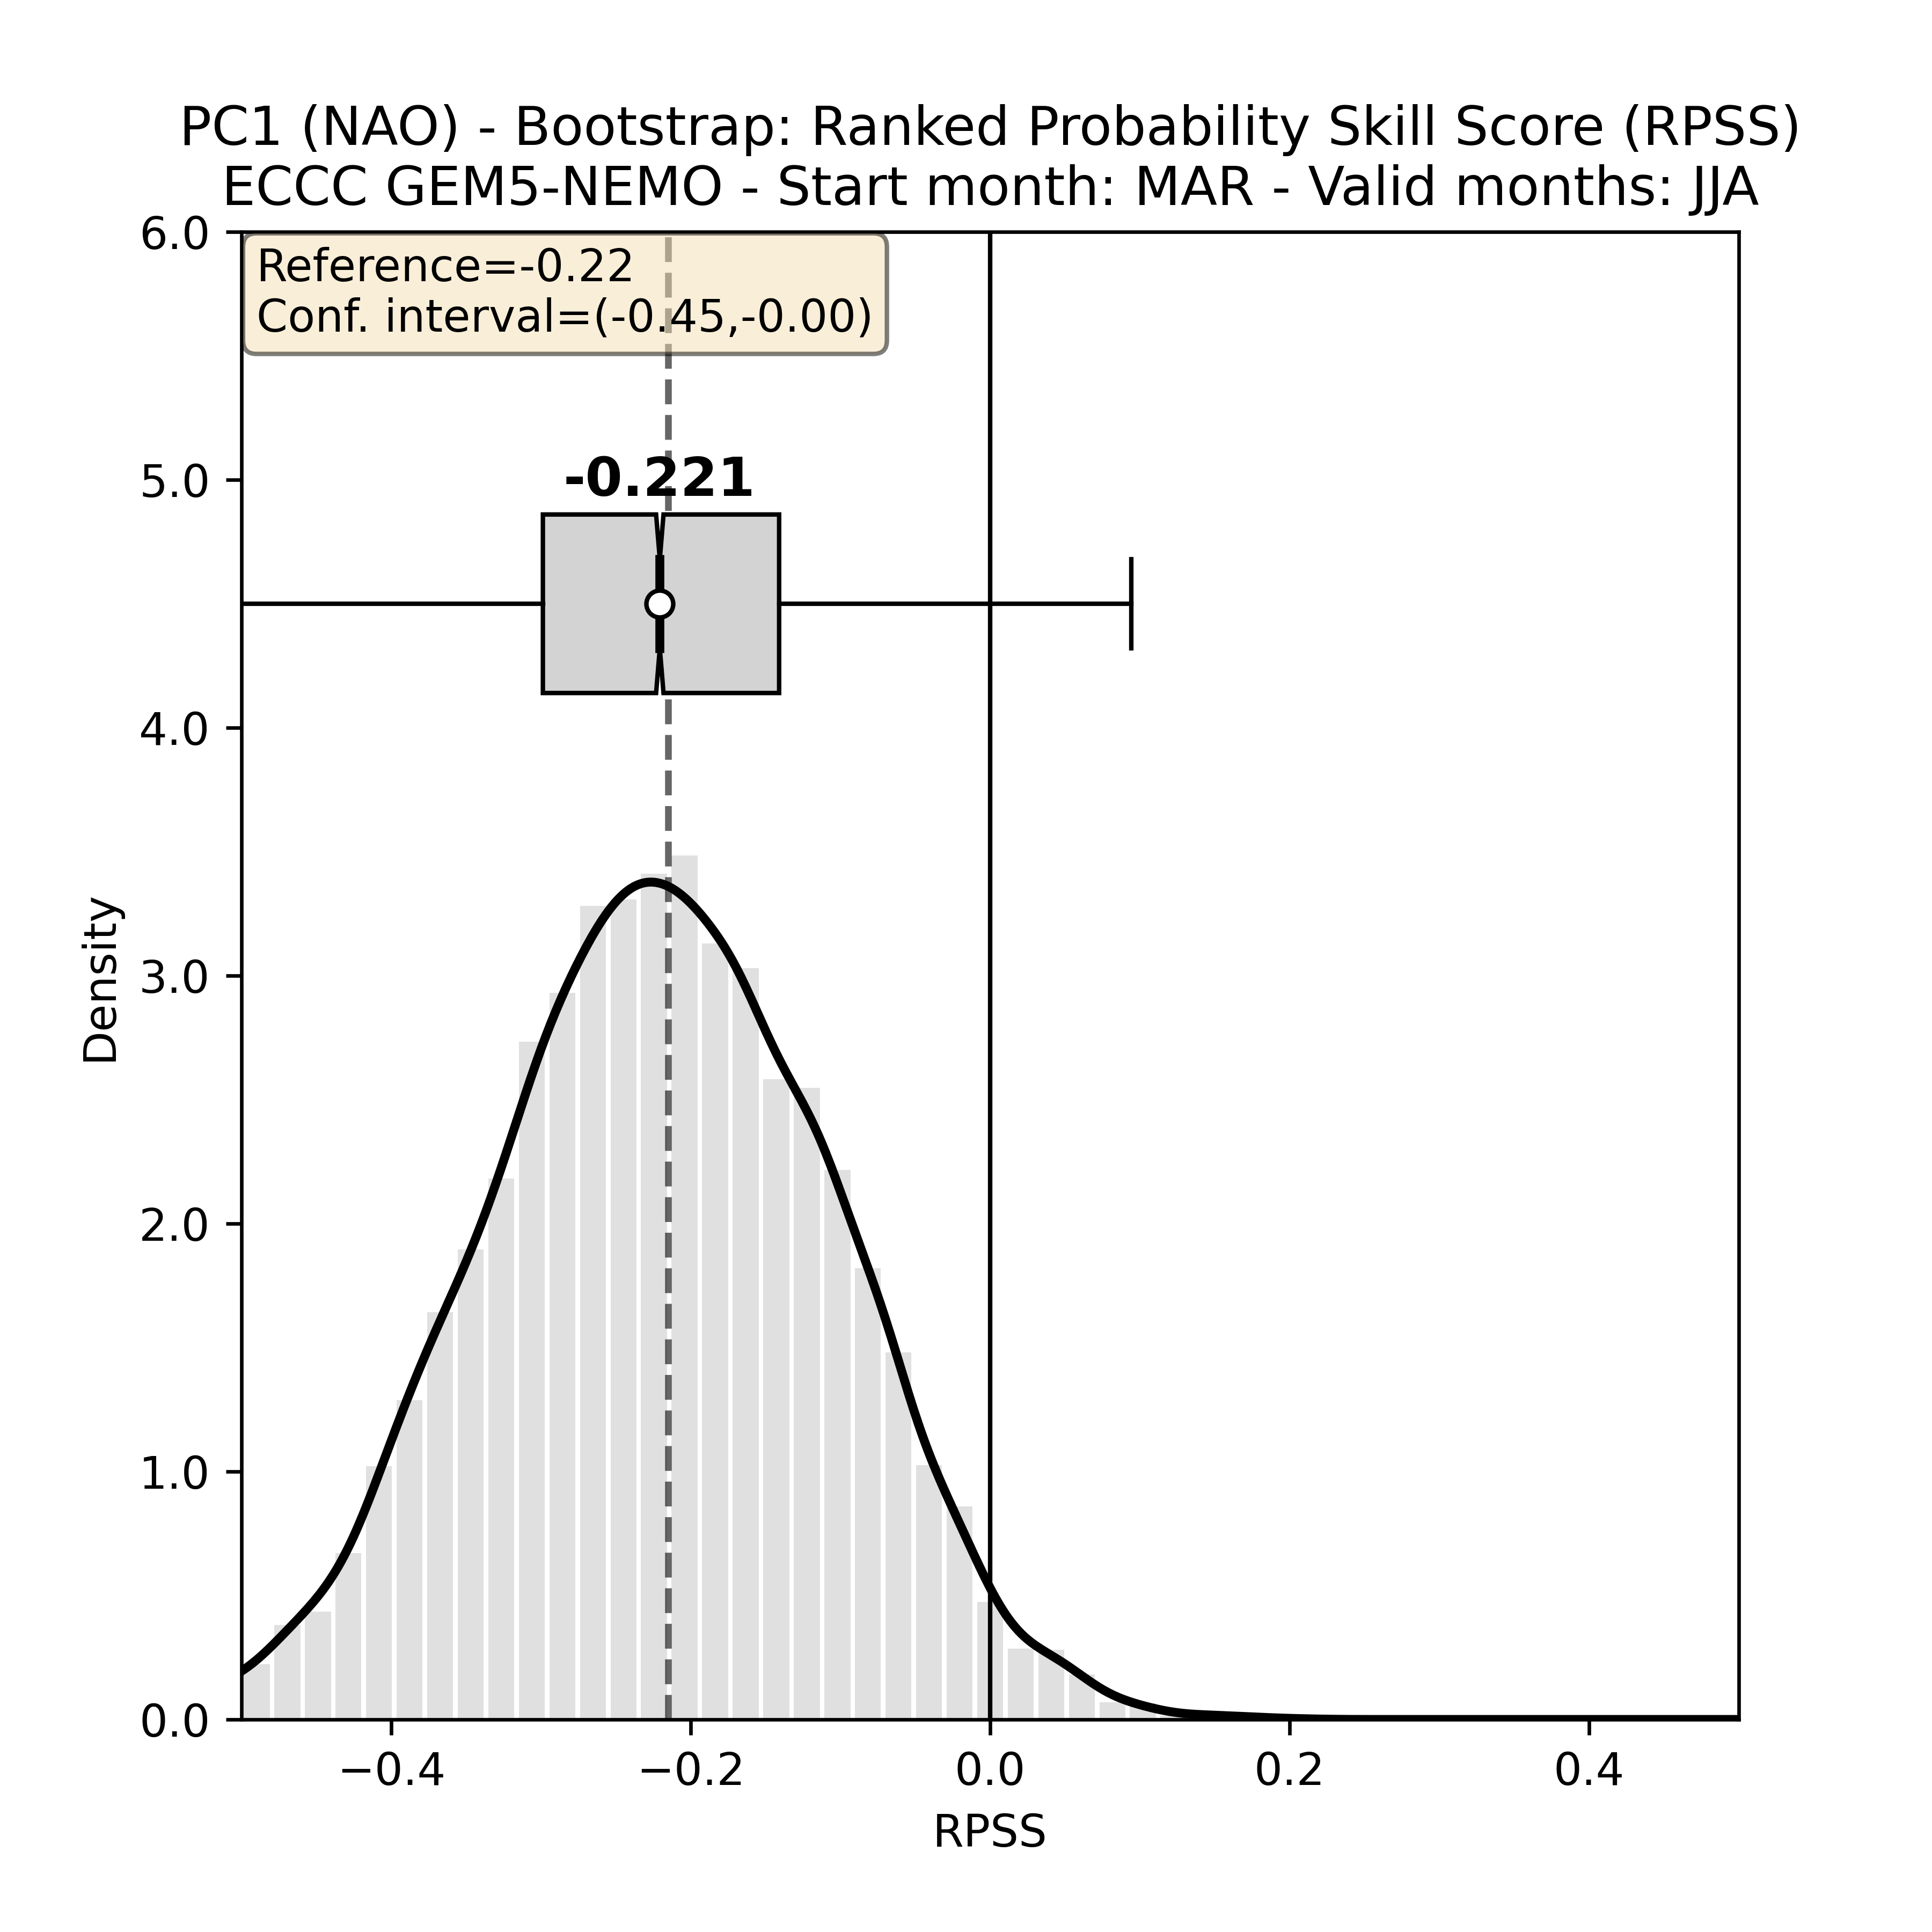 PC1 (NAO) - Bootstrap: Ranked Probability Skill Score (RPSS)
ECCC GEM5-NEMO - Start month: MAR - Valid months: JJA
6.0
Reference=-0.22
Conf. interval=(-0.45,-0.00)
-0.221
5.0
4.0
Density
3.0
2.0
1.0
0.0
−0.4 −0.2 0.0 0.2 0.4
RPSS